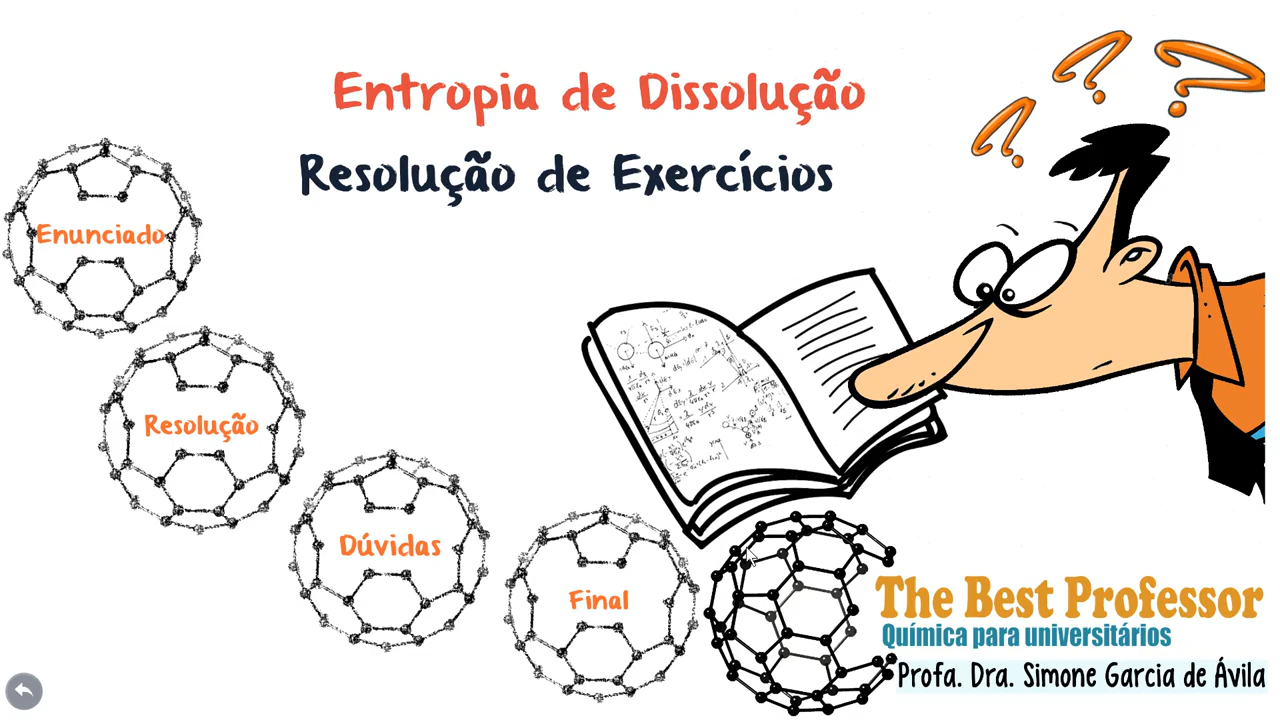 Entropia de Dissolução
Resolução de Exercícios
Enunciado
Resolução
Dúvidas
Final
The Best Professor
Química para universitários
Profa. Dra. Simone Garcia de Ávila